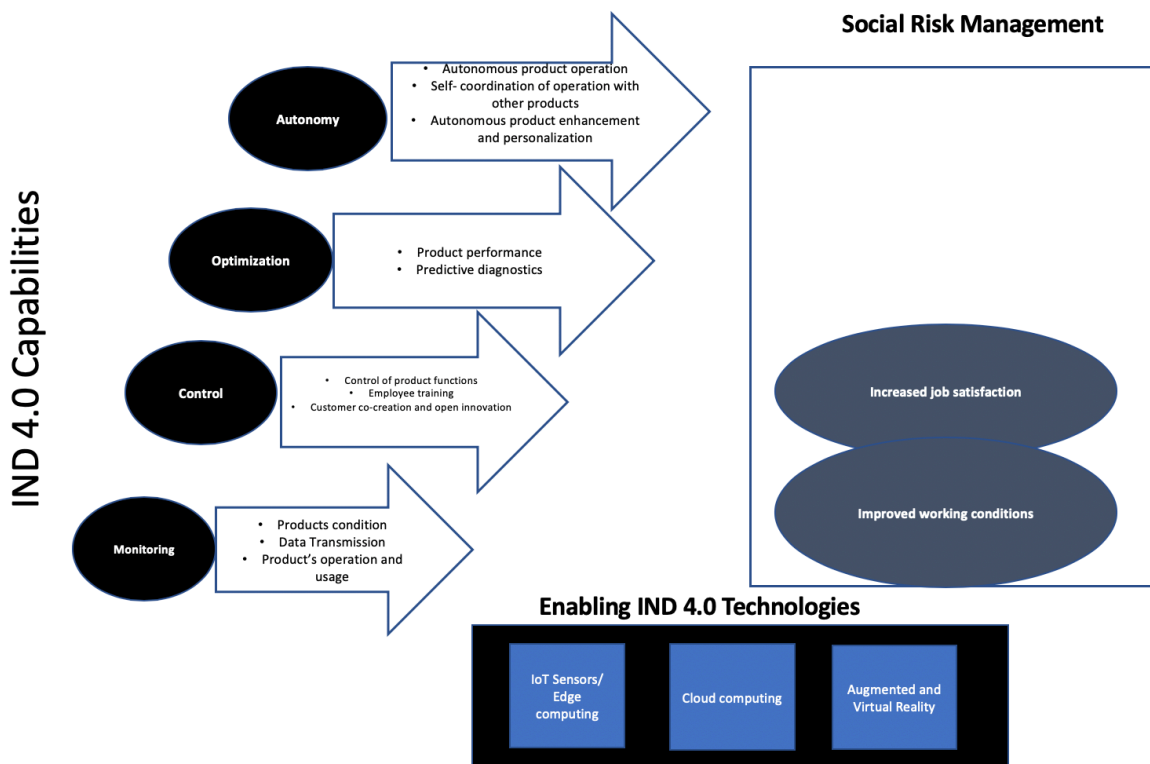 Social Risk Management
IND 4.0 Capabilities
Autonomy
• Autonomous product operation
• Self- coordination of operation with
other products
• Autonomous product enhancement
and personalization
Optimization
• Product performance
• Predictive diagnostics
Control
• Control of product functions
• Employee training
• Customer co-creation and open innovation
Monitoring
• Products condition
• Data Transmission
• Product’s operation and
usage
Increased job satisfaction
Improved working conditions
Enabling IND 4.0 Technologies
IoT Sensors/
Edge
computing
Cloud computing
Augmented and
Virtual Reality